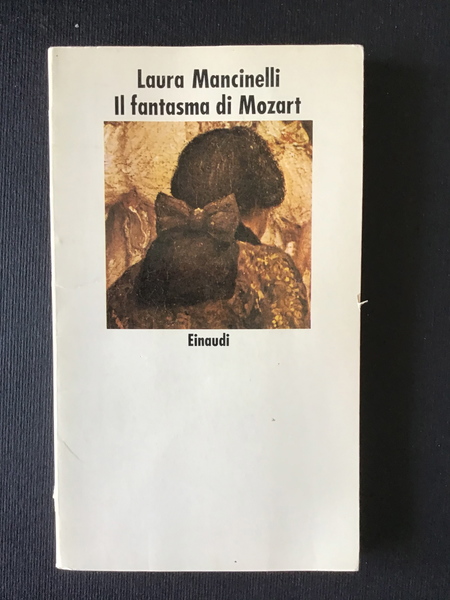 Laura Mancinelli
Il fantasma di Mozart
Einaudi